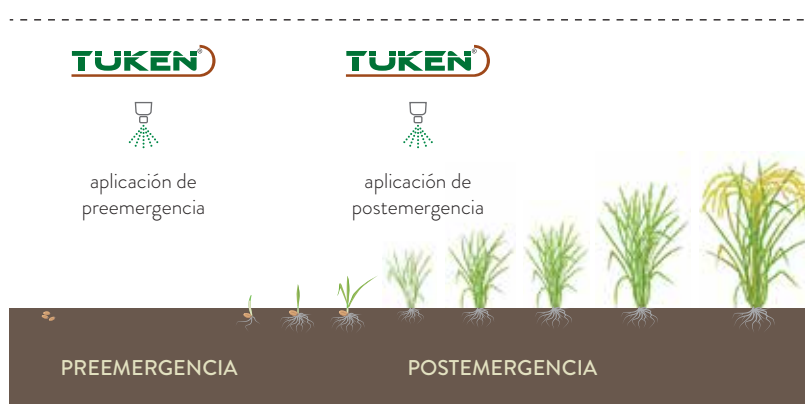 TUKEN®
TUKEN®
aplicación de
preemergencia
aplicación de
postemergencia
PREEMERGENCIA
POSTEMERGENCIA